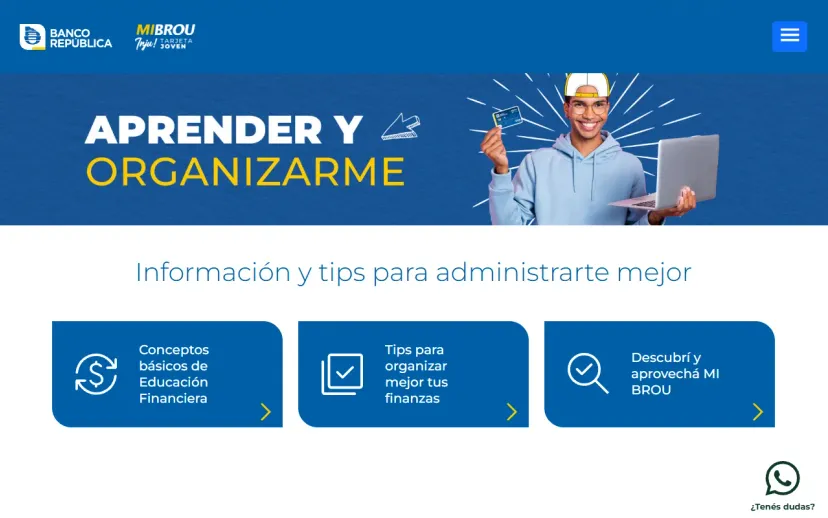 BANCO
REPÚBLICA
MIBROU
Inju! TARJETA
JOVEN
APRENDER Y
ORGANIZARME
Información y tips para administrarte mejor
Conceptos
básicos de
Educación
Financiera
Tips para
organizar
mejor tus
finanzas
Descubrí y
aprovechá MI
BROU
¿Tenés dudas?